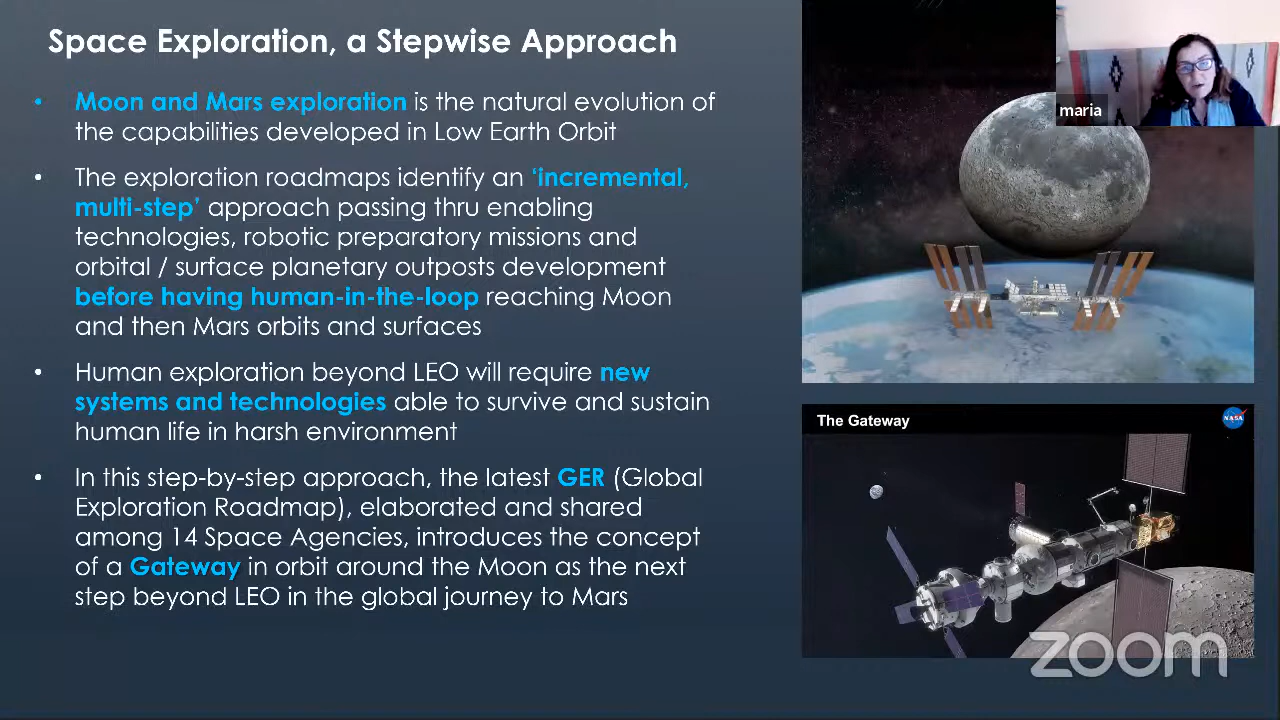 Space Exploration, a Stepwise Approach
• Moon and Mars exploration is the natural evolution of
the capabilities developed in Low Earth Orbit
• The exploration roadmaps identify an ‘incremental,
multi-step’ approach passing thru enabling
technologies, robotic preparatory missions and
orbital / surface planetary outposts development
before having human-in-the-loop reaching Moon
and then Mars orbits and surfaces
• Human exploration beyond LEO will require new
systems and technologies able to survive and sustain
human life in harsh environment
• In this step-by-step approach, the latest GER (Global
Exploration Roadmap), elaborated and shared
among 14 Space Agencies, introduces the concept
of a Gateway in orbit around the Moon as the next
step beyond LEO in the global journey to Mars
maria
The Gateway
NASA
zoom